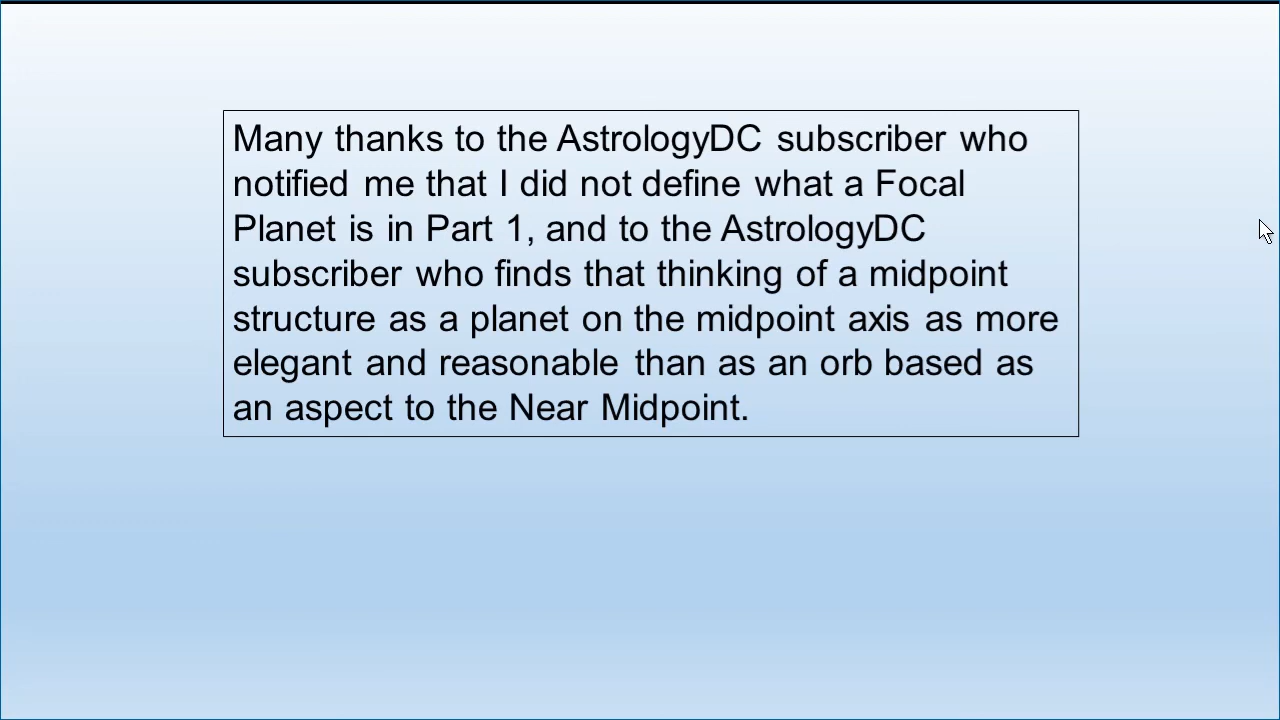 Many thanks to the AstrologyDC subscriber who
notified me that I did not define what a Focal
Planet is in Part 1, and to the AstrologyDC
subscriber who finds that thinking of a midpoint
structure as a planet on the midpoint axis as more
elegant and reasonable than as an orb based as
an aspect to the Near Midpoint.